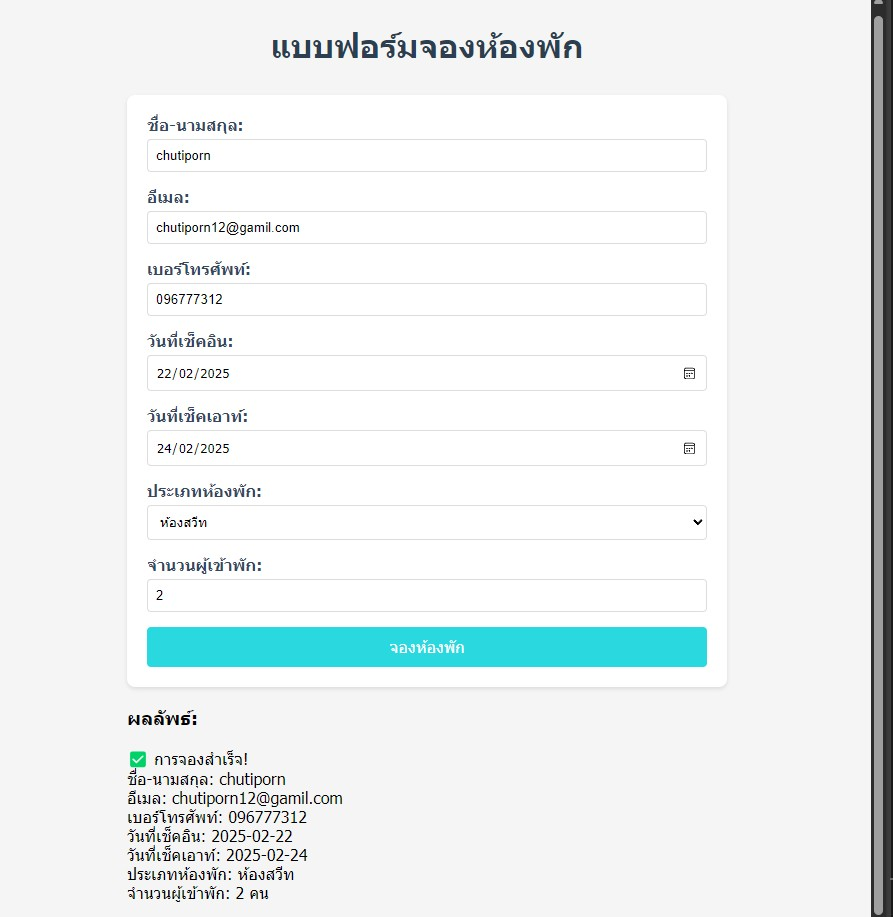 แบบฟอร์มจองห้องพัก
ชื่อ-นามสกุล:
chutiporn
อีเมล:
chutiporn12@gamil.com
เบอร์โทรศัพท์:
096777312
วันที่เช็คอิน:
22/02/2025
วันที่เช็คเอาท์:
24/02/2025
ประเภทห้องพัก:
ห้องสวีท
จำนวนผู้เข้าพัก:
2
จองห้องพัก
ผลลัพธ์:
✅ การจองสำเร็จ!
ชื่อ-นามสกุล: chutiporn
อีเมล: chutiporn12@gamil.com
เบอร์โทรศัพท์: 096777312
วันที่เช็คอิน: 2025-02-22
วันที่เช็คเอาท์: 2025-02-24
ประเภทห้องพัก: ห้องสวีท
จำนวนผู้เข้าพัก: 2 คน